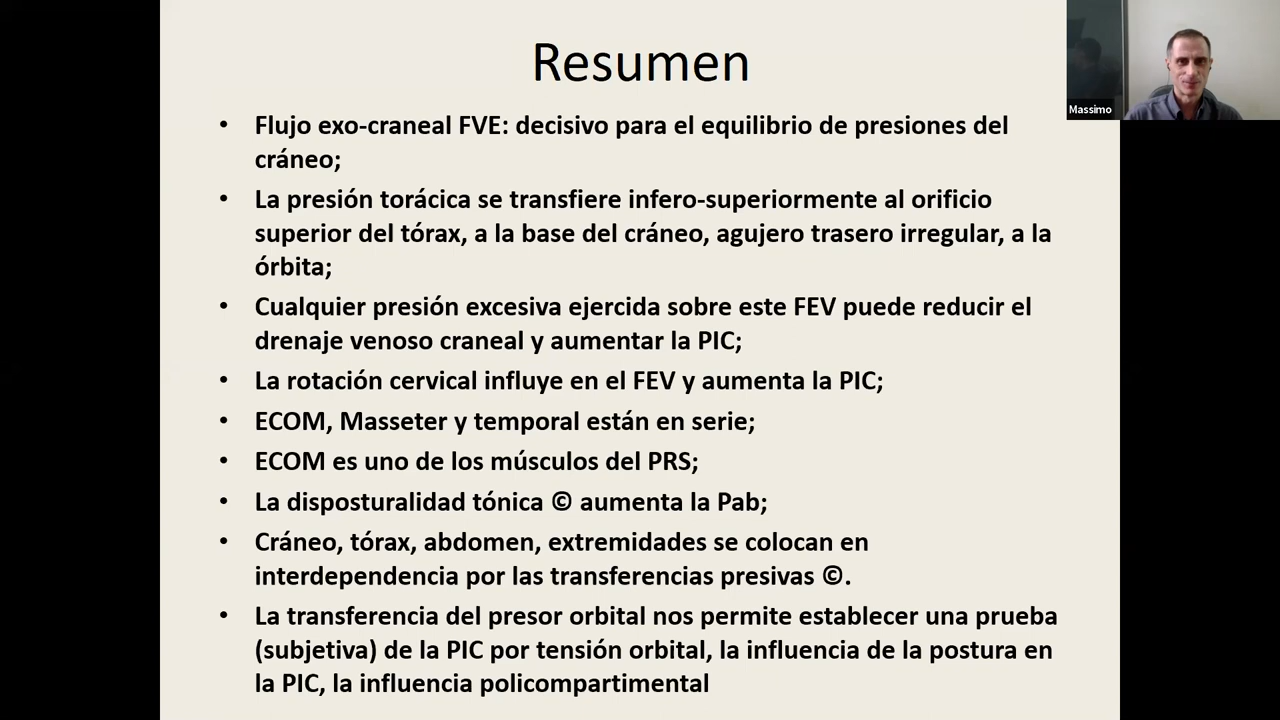 Resumen
• Flujo exo-craneal FVE: decisivo para el equilibrio de presiones del
cráneo;
• La presión torácica se transfiere infero-superiormente al orificio
superior del tórax, a la base del cráneo, agujero trasero irregular, a la
órbita;
• Cualquier presión excesiva ejercida sobre este FEV puede reducir el
drenaje venoso craneal y aumentar la PIC;
• La rotación cervical influye en el FEV y aumenta la PIC;
• ECOM, Masseter y temporal están en serie;
• ECOM es uno de los músculos del PRS;
• La disposturalidad tónica © aumenta la Pab;
• Cráneo, tórax, abdomen, extremidades se colocan en
interdependencia por las transferencias presivas ©.
• La transferencia del presor orbital nos permite establecer una prueba
(subjetiva) de la PIC por tensión orbital, la influencia de la postura en
la PIC, la influencia policompartimental
Massimo